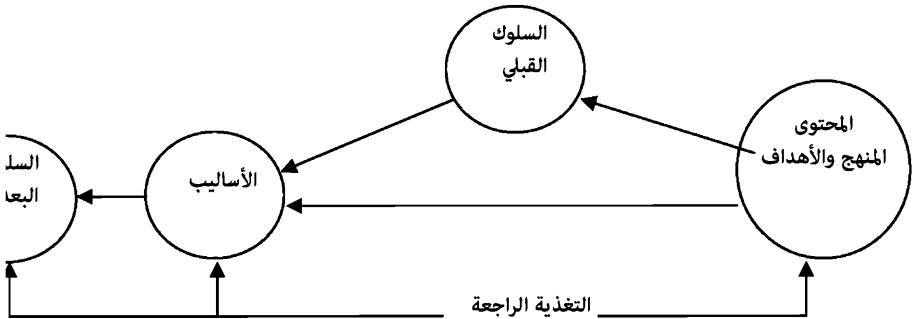 السلوك
القبلي
المحتوى
المنهج والأهداف
الأساليب
التغذية الراجعة